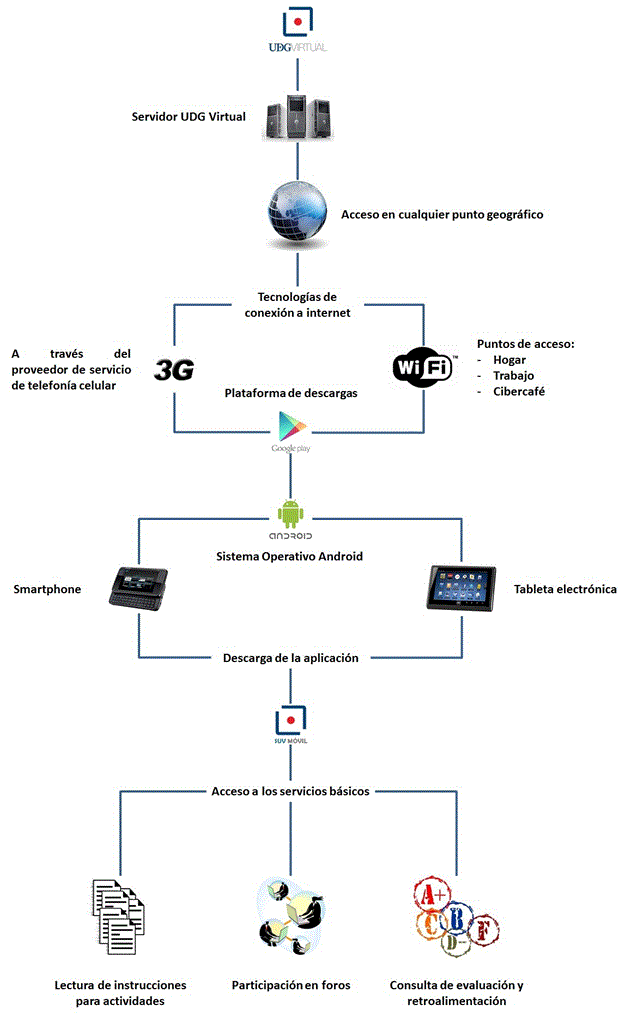 UDGVIRTUAL
Servidor UDG Virtual
Acceso en cualquier punto geográfico
Tecnologías de
conexión a internet
A través del
proveedor de servicio
de telefonía celular
3G
Wi Fi™
Puntos de acceso:
- Hogar
- Trabajo
- Cibercafé
Plataforma de descargas
Google play
ANDROID
Sistema Operativo Android
Smartphone
Tableta electrónica
Descarga de la aplicación
SUV MÓVIL
Acceso a los servicios básicos
A+
C
B
D-
F
Lectura de instrucciones
para actividades
Participación en foros
Consulta de evaluación y
retroalimentación